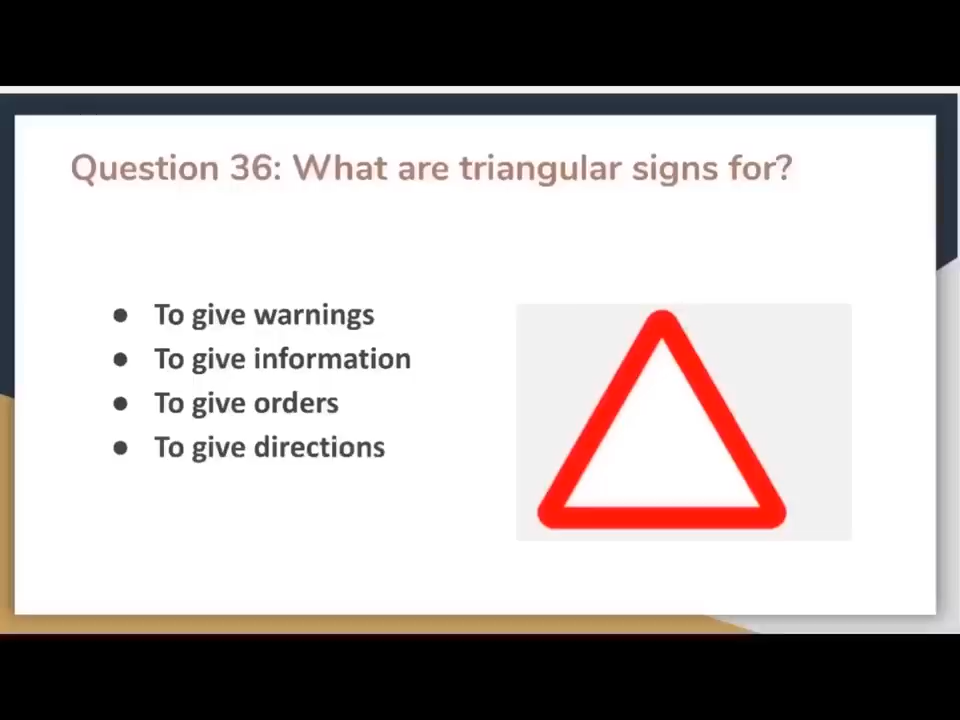 Question 36: What are triangular signs for?
● To give warnings
● To give information
● To give orders
● To give directions